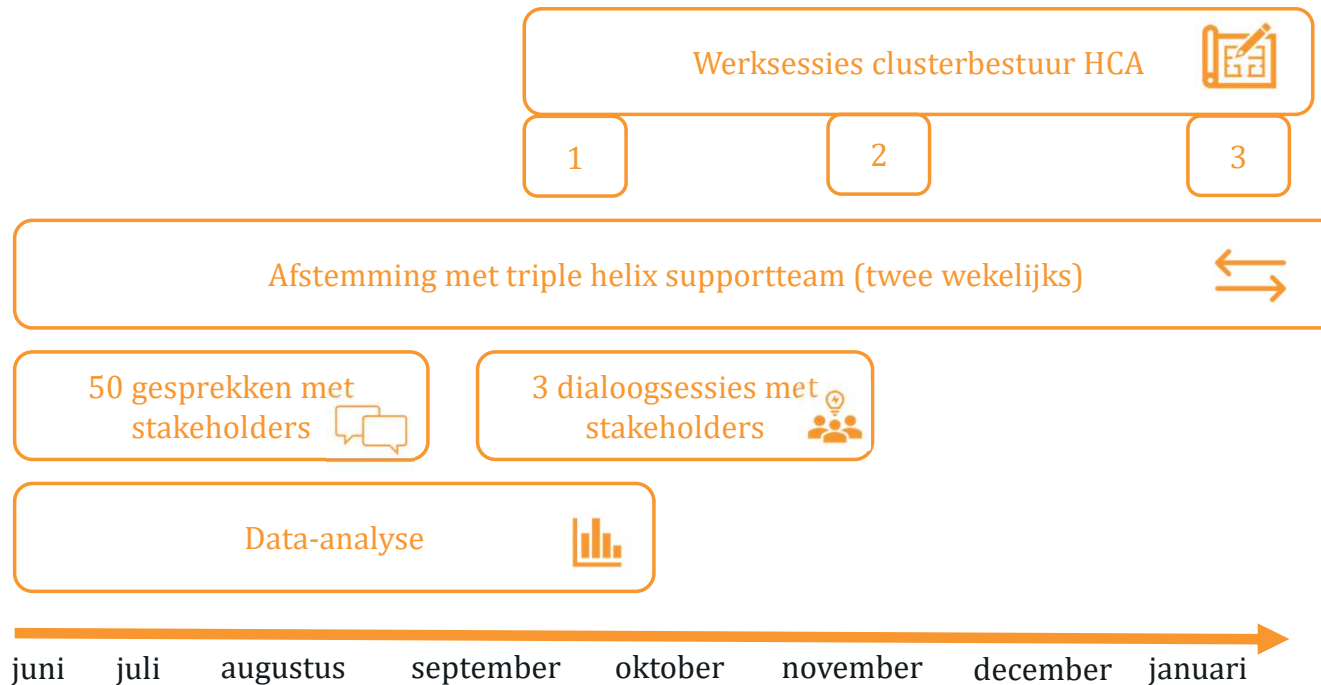 Werksessies clusterbestuur HCA
1
2
3
Afstemming met triple helix supportteam (twee wekelijks)
50 gesprekken met
stakeholders
3 dialoogsessies met
stakeholders
Data-analyse
juni juli augustus september oktober november december januari